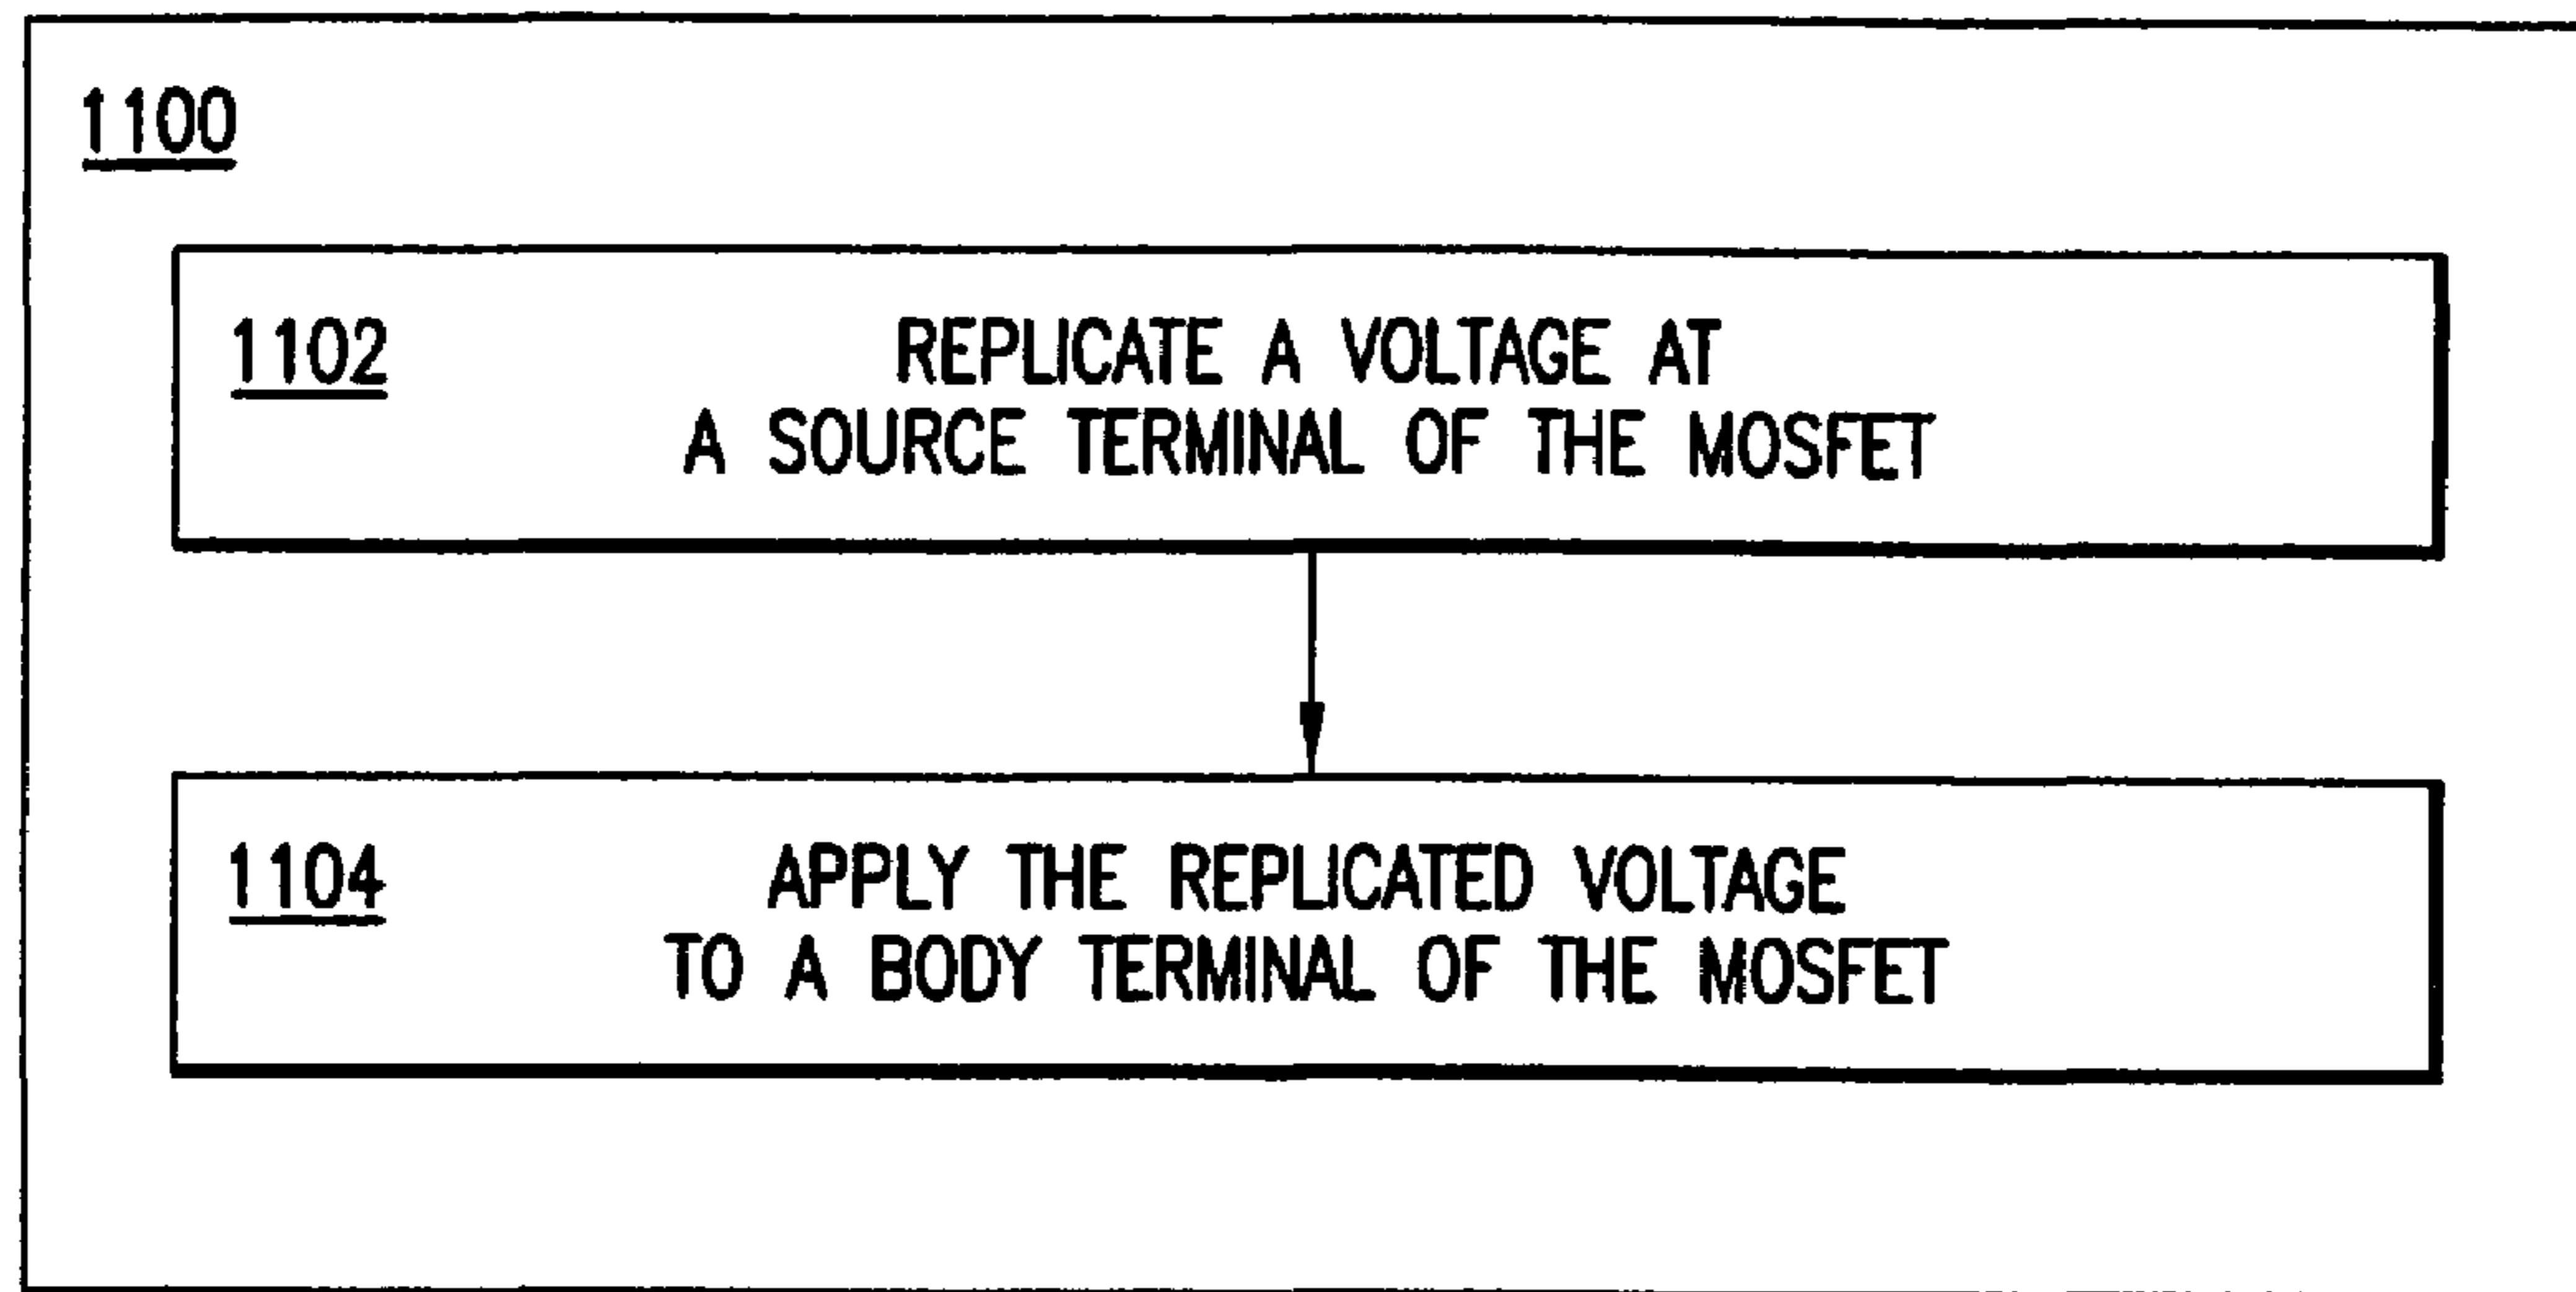 1100
1102
REPLICATE A VOLTAGE AT
A SOURCE TERMINAL OF THE MOSFET
1104
APPLY THE REPLICATED VOLTAGE
TO A BODY TERMINAL OF THE MOSFET